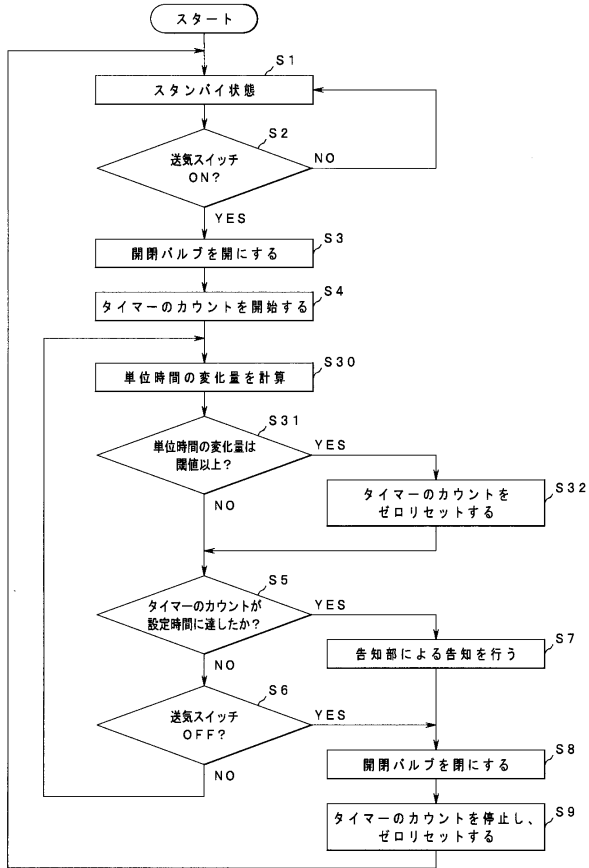 スタート
S1
スタンバイ状態
S2
送気スイッチ
ON?
NO
YES
S3
開閉バルブを開にする
S4
タイマーのカウントを開始する
S30
単位時間の変化量を計算
S31
単位時間の変化量は
閾値以上?
YES
NO
S32
タイマーのカウントを
ゼロリセットする
S5
タイマーのカウントが
設定時間に達したか?
YES
NO
S7
告知部による告知を行う
S6
送気スイッチ
OFF?
YES
NO
S8
開閉バルブを閉にする
S9
タイマーのカウントを停止し、
ゼロリセットする